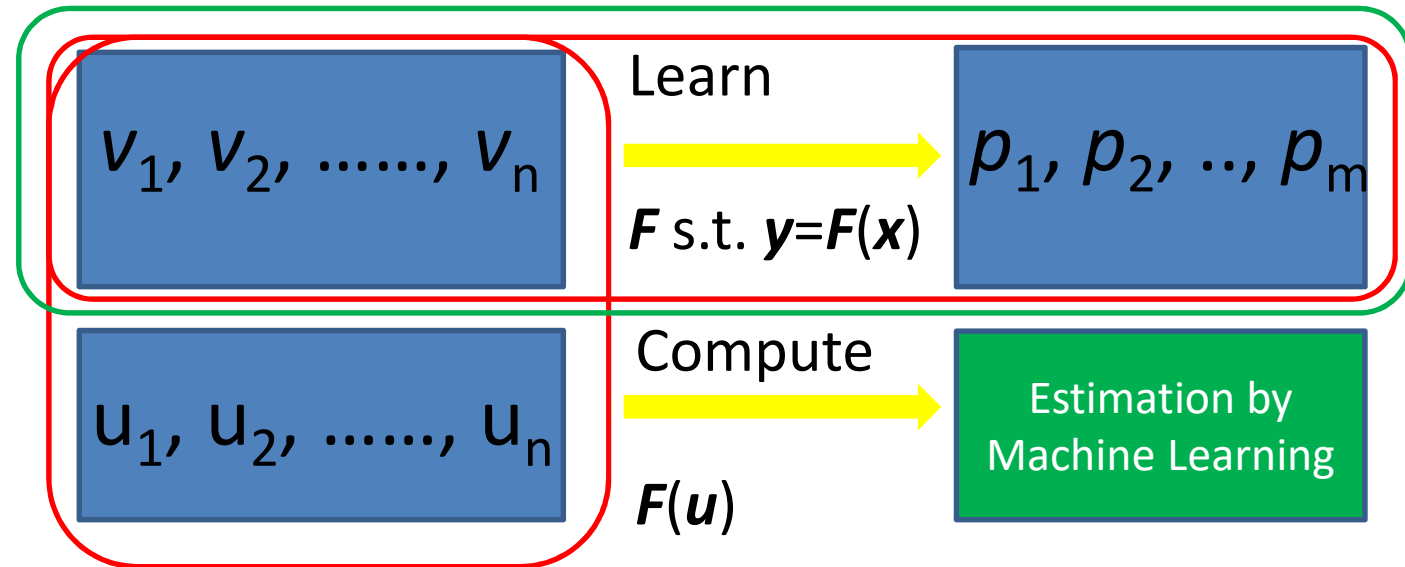 Learn
v₁, v₂, ……, vₙ
p₁, p₂, .., pₘ
F s.t. y=F(x)
Compute
u₁, u₂, ……, uₙ
Estimation by
Machine Learning
F(u)